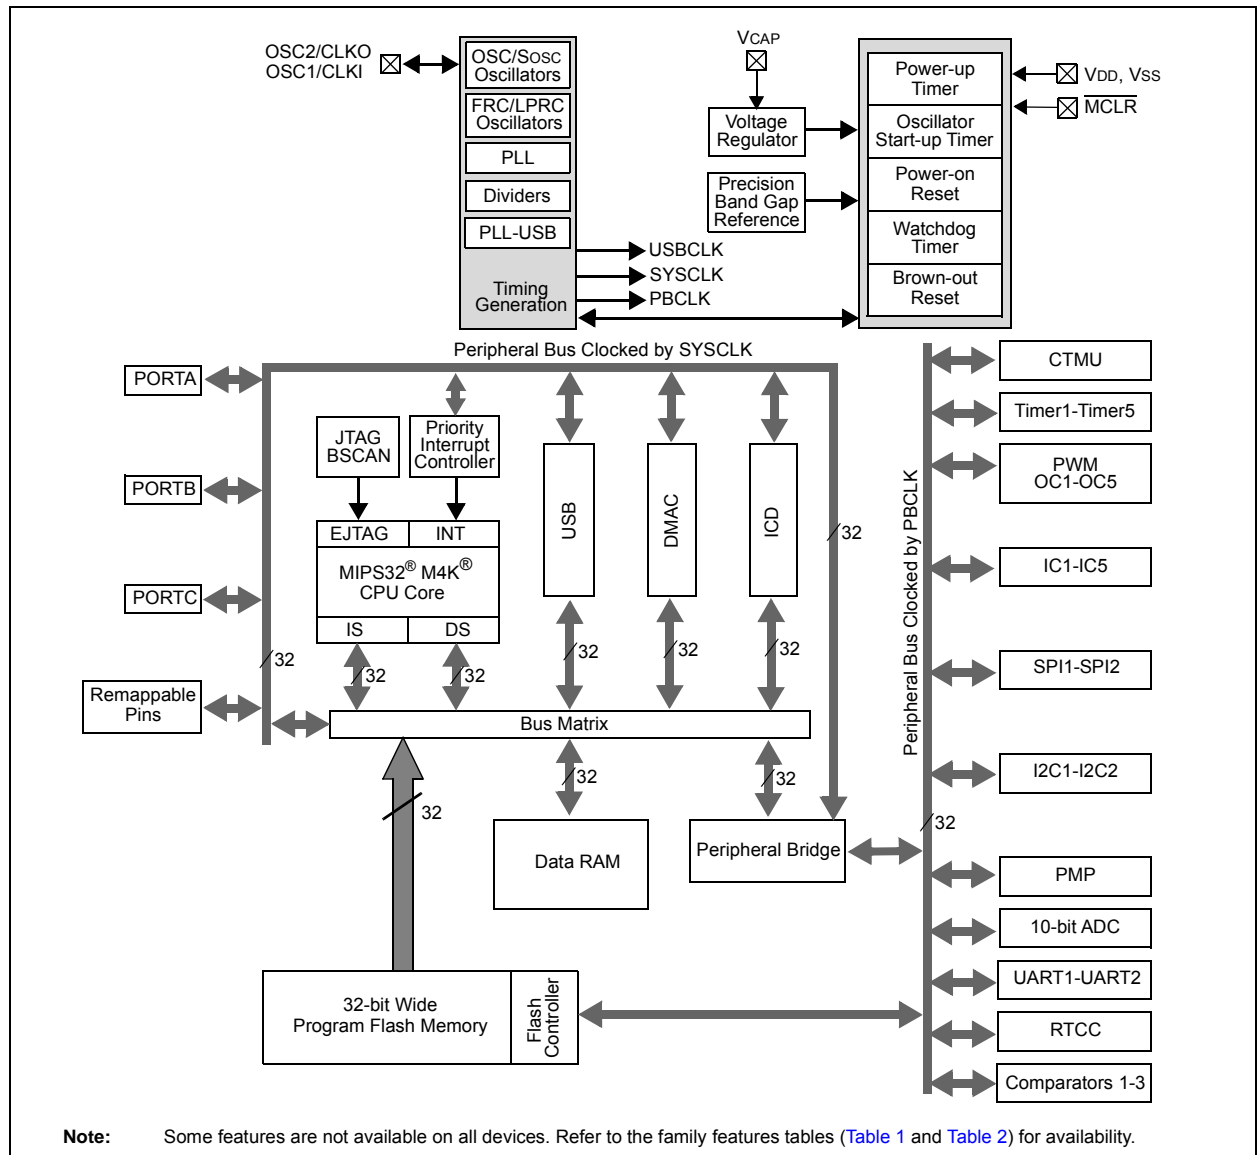 OSC2/CLKO
OSC1/CLKI
OSC/SOSC
Oscillators
FRC/LPRC
Oscillators
PLL
Dividers
PLL-USB
Timing
Generation
USBCLK
SYSCLK
PBCLK
VCAP
Voltage
Regulator
Precision
Band Gap
Reference
Power-up
Timer
Oscillator
Start-up Timer
Power-on
Reset
Watchdog
Timer
Brown-out
Reset
VDD, VSS
MCLR
Peripheral Bus Clocked by SYSCLK
PORTA
PORTB
PORTC
Remappable
Pins
32
JTAG
BSCAN
Priority
Interrupt
Controller
EJTAG
INT
MIPS32® M4K®
CPU Core
IS
DS
32
32
USB
32
DMAC
32
ICD
32
32
Bus Matrix
32
32
32
Data RAM
Peripheral Bridge
32-bit Wide
Program Flash Memory
Flash
Controller
Peripheral Bus Clocked by PBCLK
32
CTMU
Timer1-Timer5
PWM
OC1-OC5
IC1-IC5
SPI1-SPI2
I2C1-I2C2
PMP
10-bit ADC
UART1-UART2
RTCC
Comparators 1-3
Note: Some features are not available on all devices. Refer to the family features tables (Table 1 and Table 2) for availability.